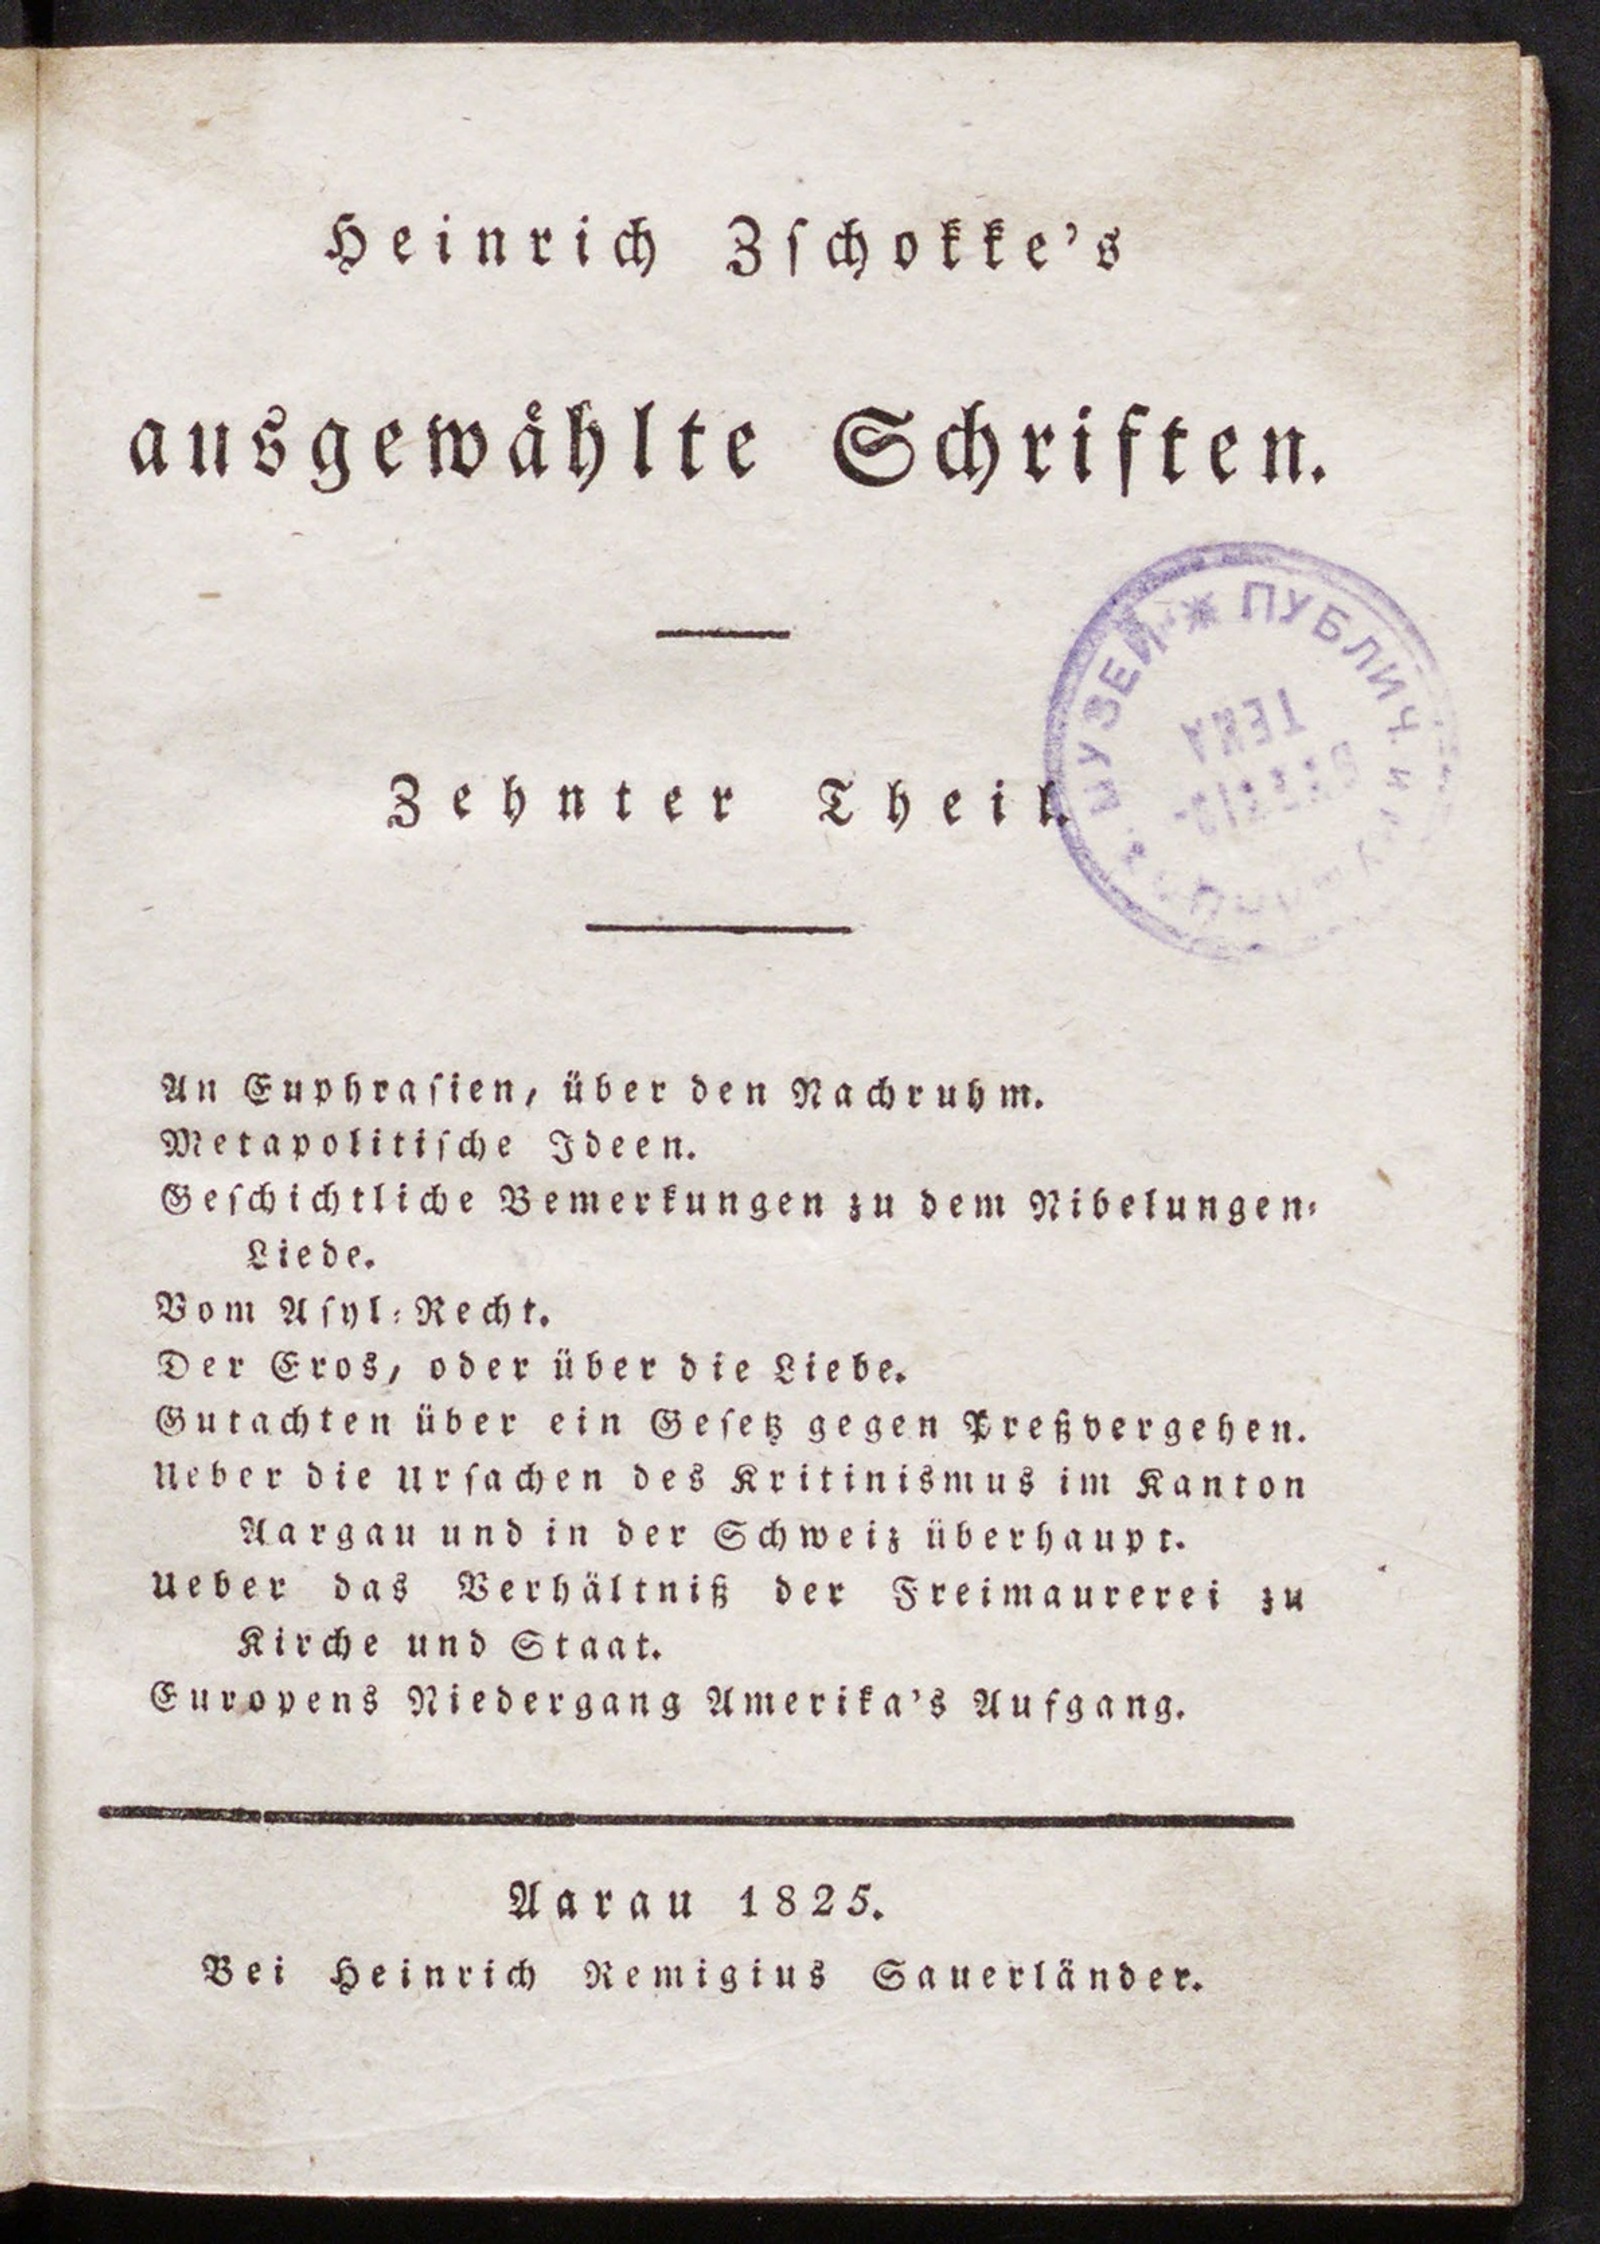 Heinrich Zſchokke's
ausgewaͤhlte Schriften.
Zehnter Theil.
МУЗЕЙ * ПУБЛИЧ. И
An Euphraſien, über den Nachruhm.
Metapolitiſche Ideen.
Geſchichtliche Bemerkungen zu dem Nibelungen-
Liede.
Vom Aſyl-Recht.
Der Eros, oder über die Liebe.
Gutachten über ein Geſetz gegen Preßvergehen.
Ueber die Urſachen des Kritinismus im Kanton
Aargau und in der Schweiz überhaupt.
Ueber das Verhältniß der Freimaurerei zu
Kirche und Staat.
Europens Niedergang Amerika's Aufgang.
Aarau 1825.
Bei Heinrich Remigius Sauerländer.